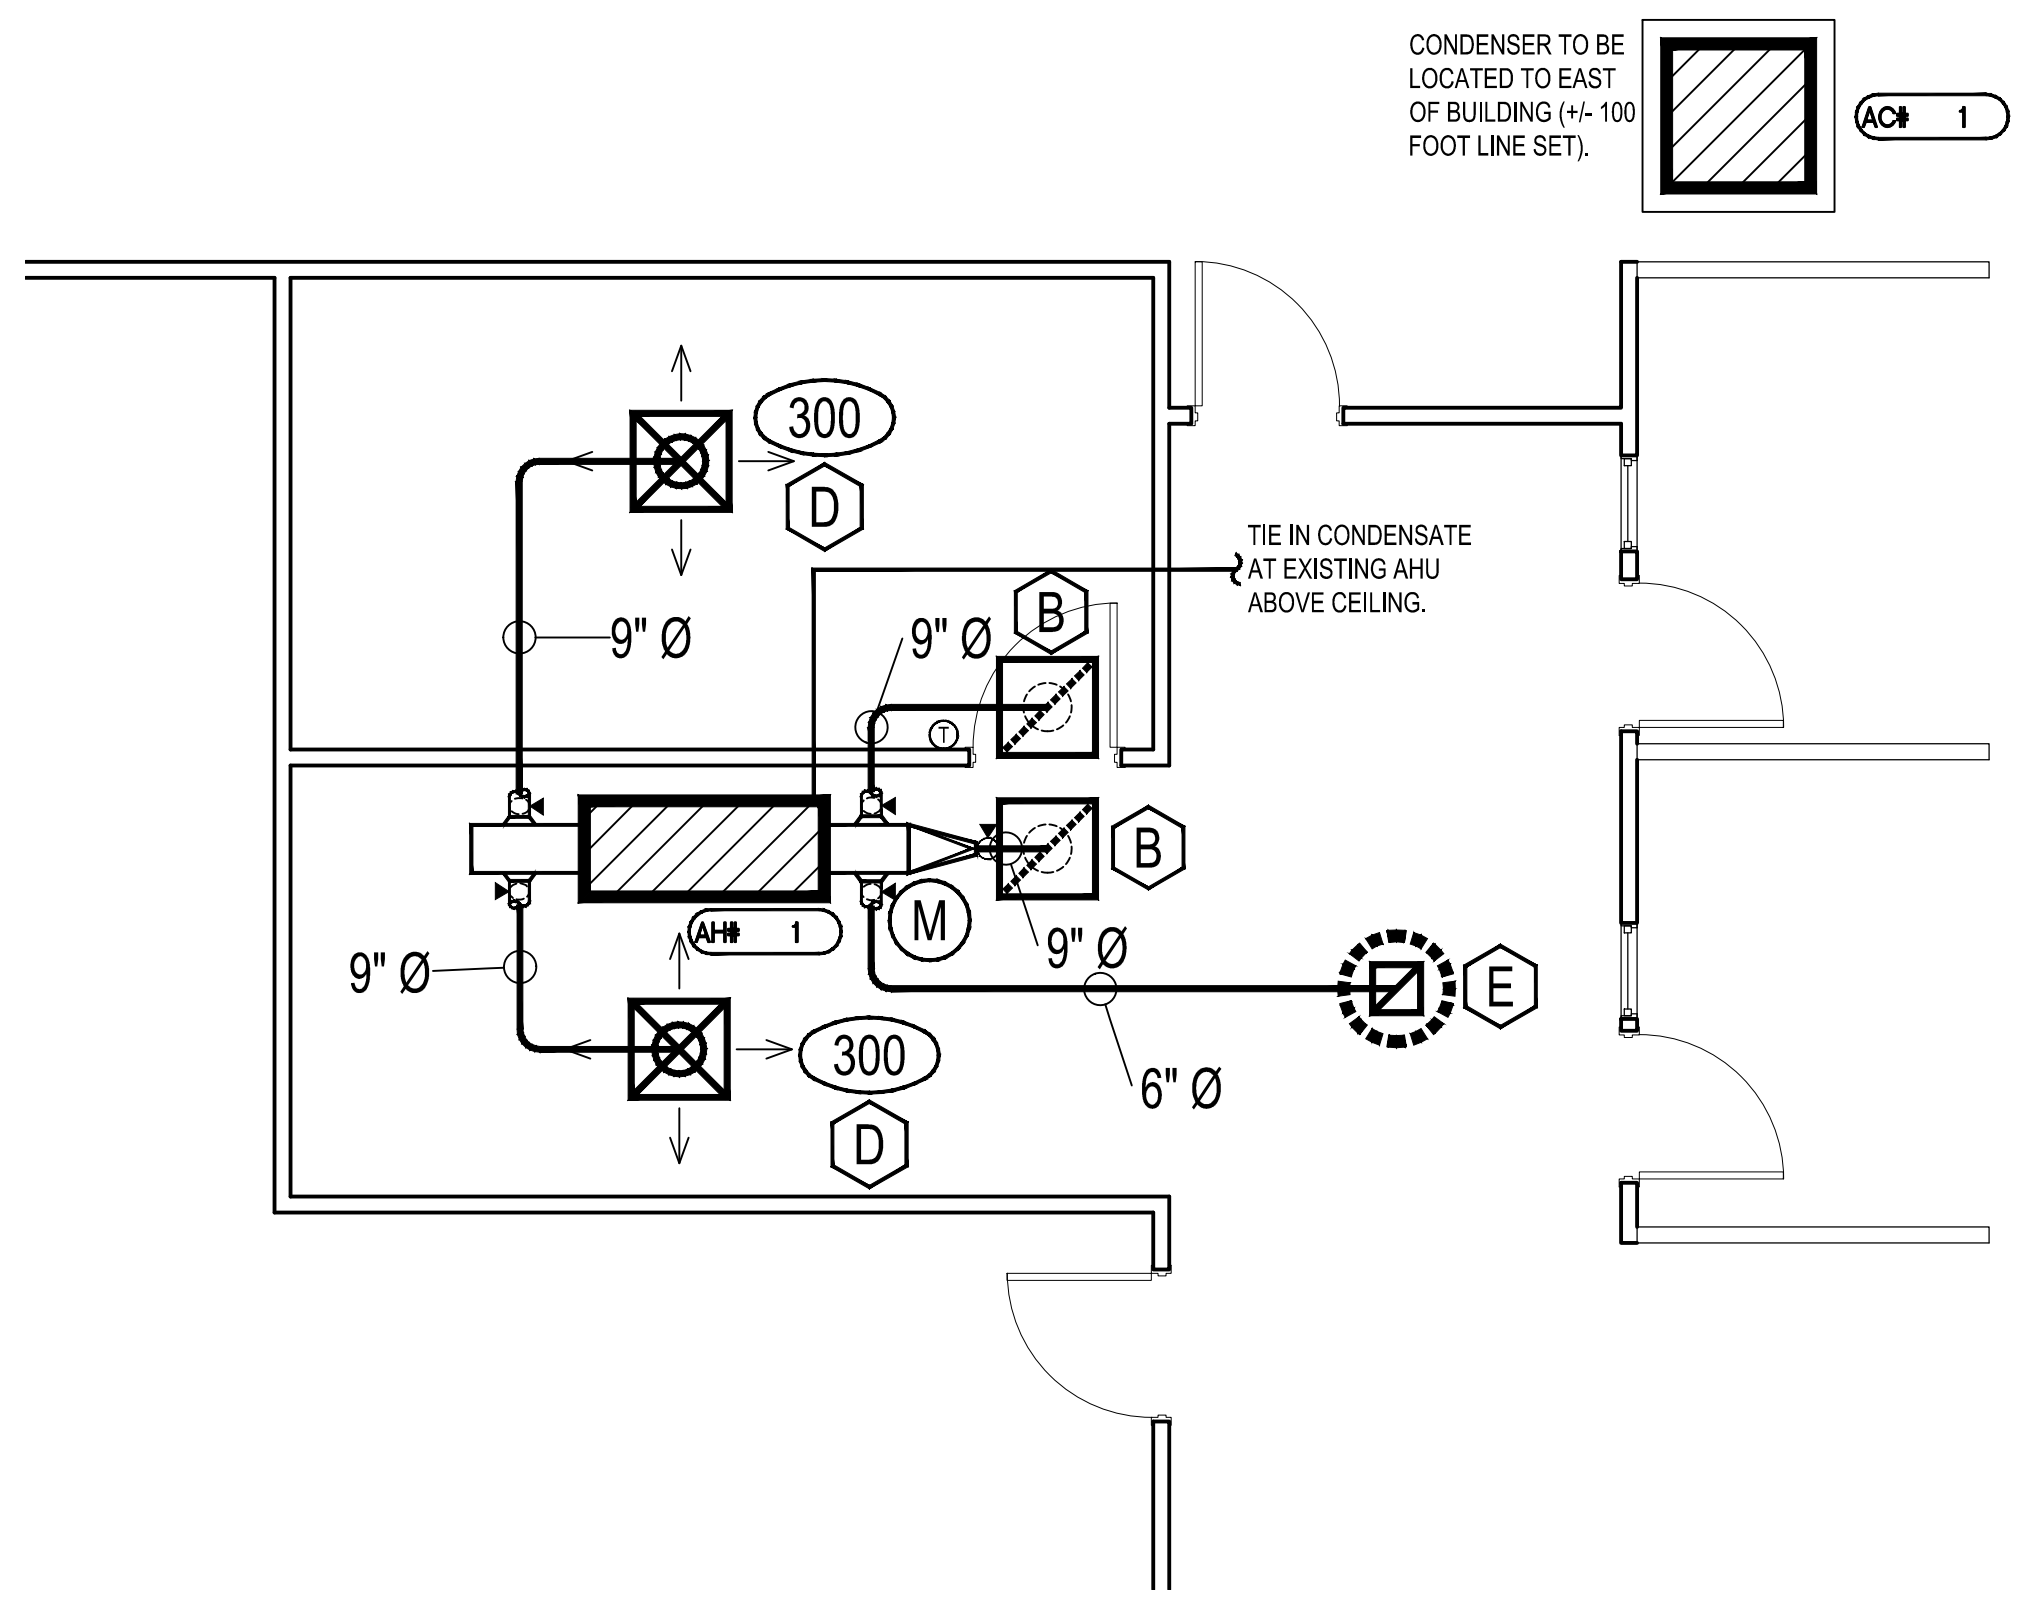 CONDENSER TO BE
LOCATED TO EAST
OF BUILDING (+/- 100
FOOT LINE SET).
AC# 1
300
D
TIE IN CONDENSATE
AT EXISTING AHU
ABOVE CEILING.
B
9" Ø
9" Ø
T
B
AH# 1
M
9" Ø
9" Ø
E
300
6" Ø
D